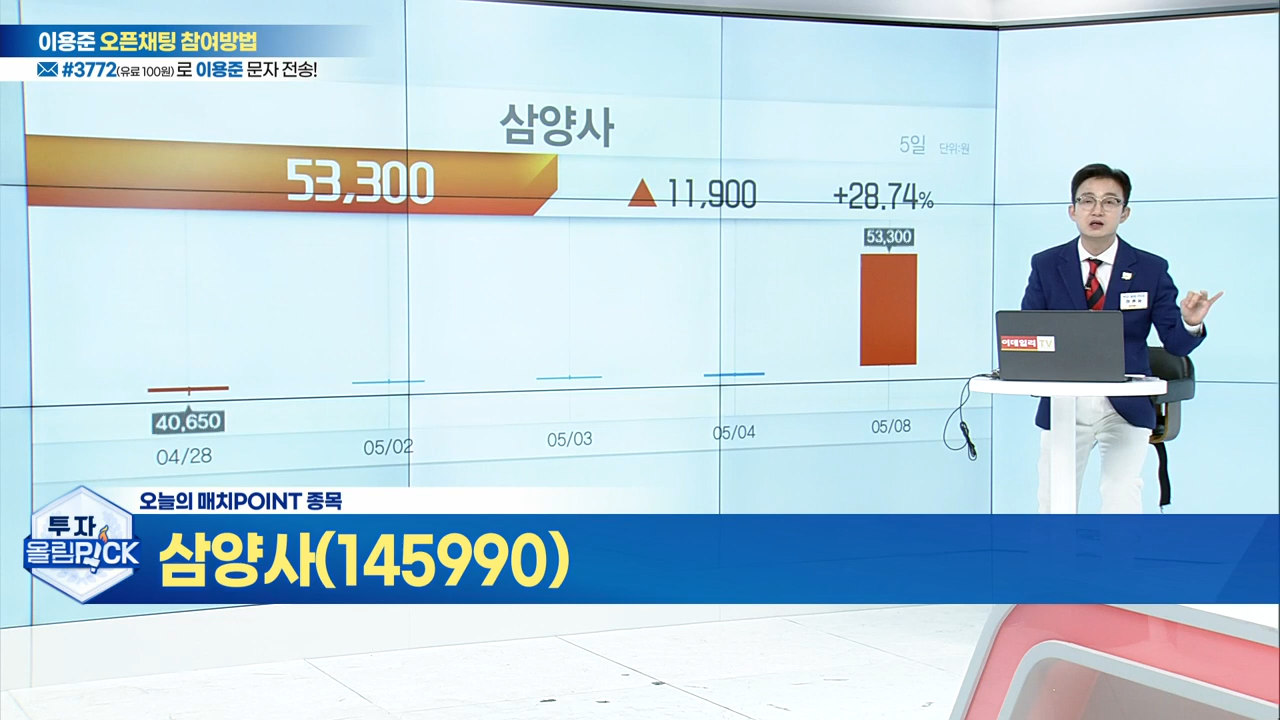 이용준 오픈채팅 참여방법
#3772(유료 100원)로 이용준 문자 전송!
삼양사
5일 단위:원
53,300 ▲ 11,900 +28.74%
53,300
40,650
04/28 05/02 05/03 05/04 05/08
이데일리 TV
오늘의 매치POINT 종목
투자
올림PICK
삼양사(145990)